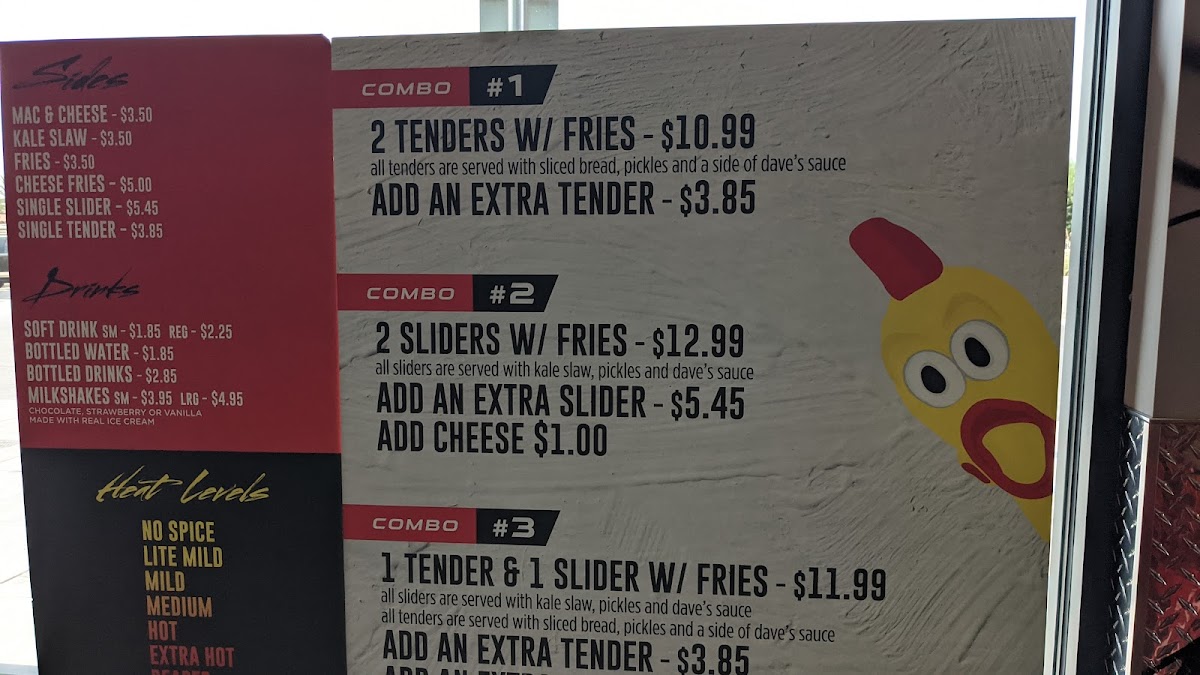 Sides
MAC & CHEESE - $3.50
KALE SLAW - $3.50
FRIES - $3.50
CHEESE FRIES - $5.00
SINGLE SLIDER - $5.45
SINGLE TENDER - $3.85
Drinks
SOFT DRINK SM - $1.85 REG - $2.25
BOTTLED WATER - $1.85
BOTTLED DRINKS - $2.85
MILKSHAKES SM - $3.95 LRG - $4.95
CHOCOLATE, STRAWBERRY OR VANILLA
MADE WITH REAL ICE CREAM
Heat Levels
NO SPICE
LITE MILD
MILD
MEDIUM
HOT
EXTRA HOT
COMBO #1
2 TENDERS W/ FRIES - $10.99
all tenders are served with sliced bread, pickles and a side of dave's sauce
ADD AN EXTRA TENDER - $3.85
COMBO #2
2 SLIDERS W/ FRIES - $12.99
all sliders are served with kale slaw, pickles and dave's sauce
ADD AN EXTRA SLIDER - $5.45
ADD CHEESE $1.00
COMBO #3
1 TENDER & 1 SLIDER W/ FRIES - $11.99
all sliders are served with kale slaw, pickles and dave's sauce
all tenders are served with sliced bread, pickles and a side of dave's sauce
ADD AN EXTRA TENDER - $3.85